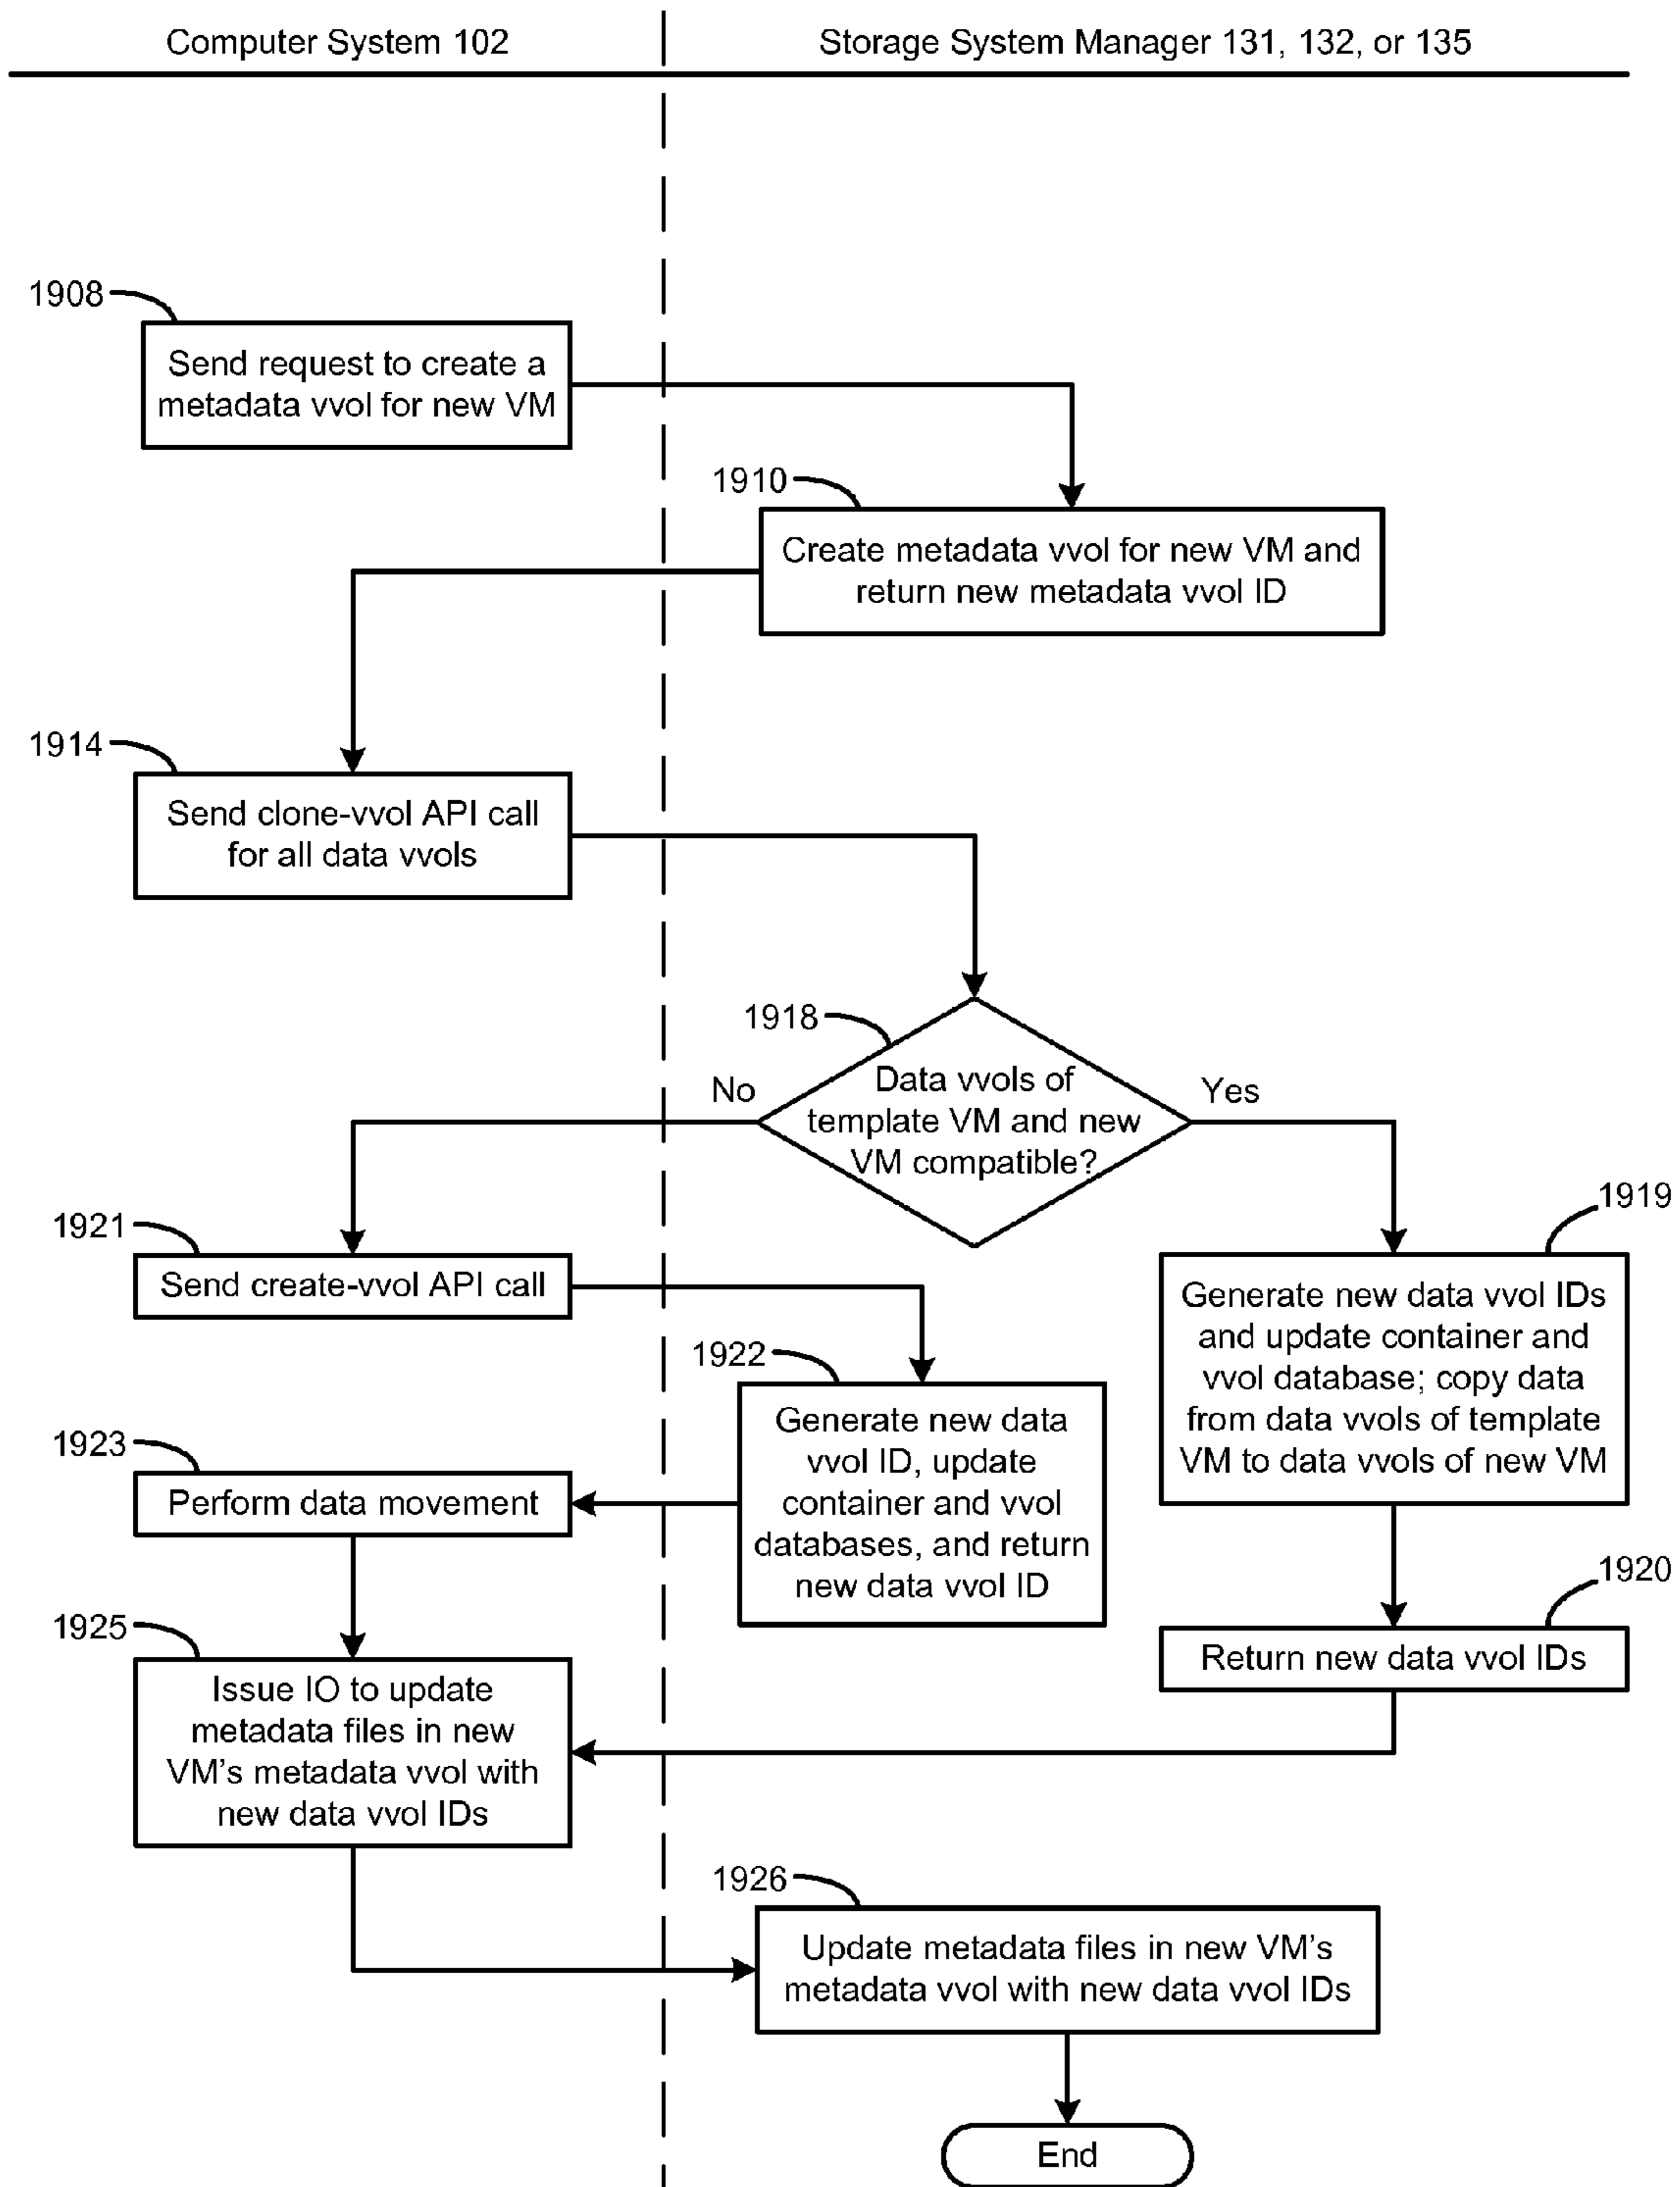 Computer System 102
Storage System Manager 131, 132, or 135
1908
Send request to create a
metadata vvol for new VM
1910
Create metadata vvol for new VM and
return new metadata vvol ID
1914
Send clone-vvol API call
for all data vvols
1918
Data vvols of
template VM and new
VM compatible?
No
Yes
1921
Send create-vvol API call
1919
Generate new data vvol IDs
and update container and
vvol database; copy data
from data vvols of template
VM to data vvols of new VM
1922
Generate new data
vvol ID, update
container and vvol
databases, and return
new data vvol ID
1923
Perform data movement
1920
Return new data vvol IDs
1925
Issue IO to update
metadata files in new
VM's metadata vvol with
new data vvol IDs
1926
Update metadata files in new VM's
metadata vvol with new data vvol IDs
End